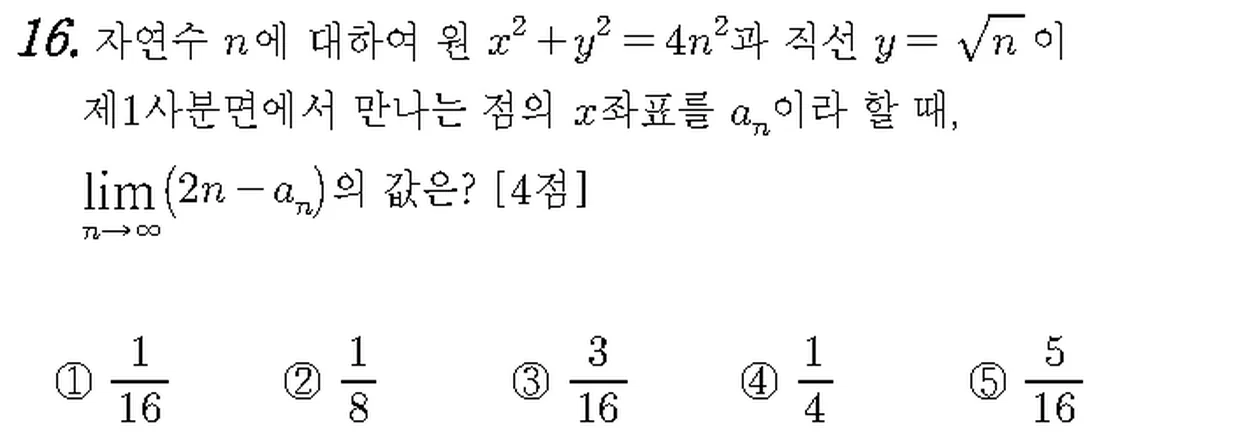 16. 자연수 n에 대하여 원 x²+y²=4n²과 직선 y=√n 이
제1사분면에서 만나는 점의 x좌표를 aₙ이라 할 때,
lim(n→∞) (2n-aₙ)의 값은? [4점]
① 1/16 ② 1/8 ③ 3/16 ④ 1/4 ⑤ 5/16